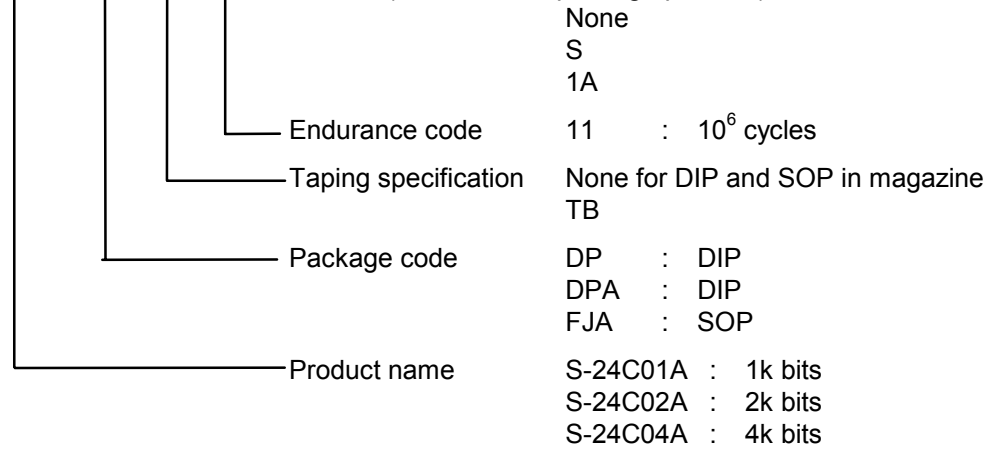 None
S
1A
Endurance code 11 : 10⁶ cycles
Taping specification None for DIP and SOP in magazine
TB
Package code DP : DIP
DPA : DIP
FJA : SOP
Product name S-24C01A : 1k bits
S-24C02A : 2k bits
S-24C04A : 4k bits